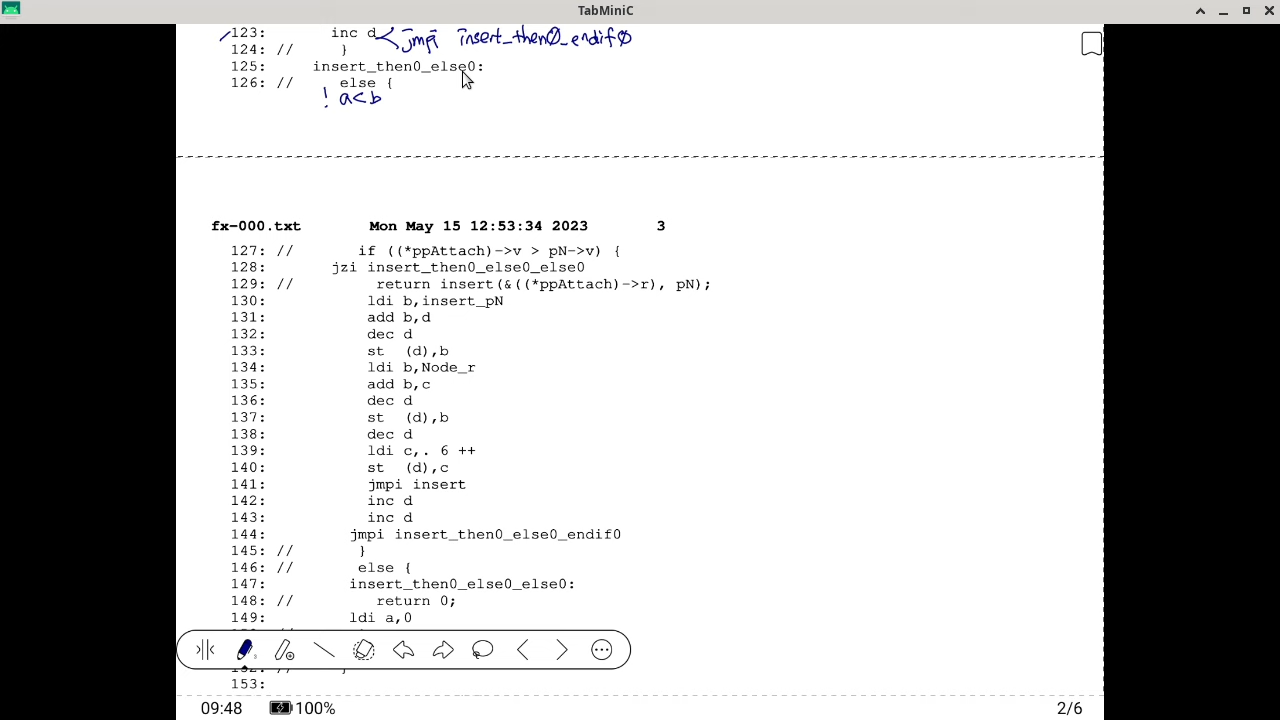 TabMiniC
123: inc d < jmpi insert_then0_endif0
124: // }
125: insert_then0_else0:
126: // else {
! a<b
fx-000.txt Mon May 15 12:53:34 2023 3
127: // if ((*ppAttach)->v > pN->v) {
128: jzi insert_then0_else0_else0
129: // return insert(&((*ppAttach)->r), pN);
130: ldi b,insert_pN
131: add b,d
132: dec d
133: st (d),b
134: ldi b,Node_r
135: add b,c
136: dec d
137: st (d),b
138: dec d
139: ldi c,. 6 ++
140: st (d),c
141: jmpi insert
142: inc d
143: inc d
144: jmpi insert_then0_else0_endif0
145: // }
146: // else {
147: insert_then0_else0_else0:
148: // return 0;
149: ldi a,0
153:
09:48 100% 2/6